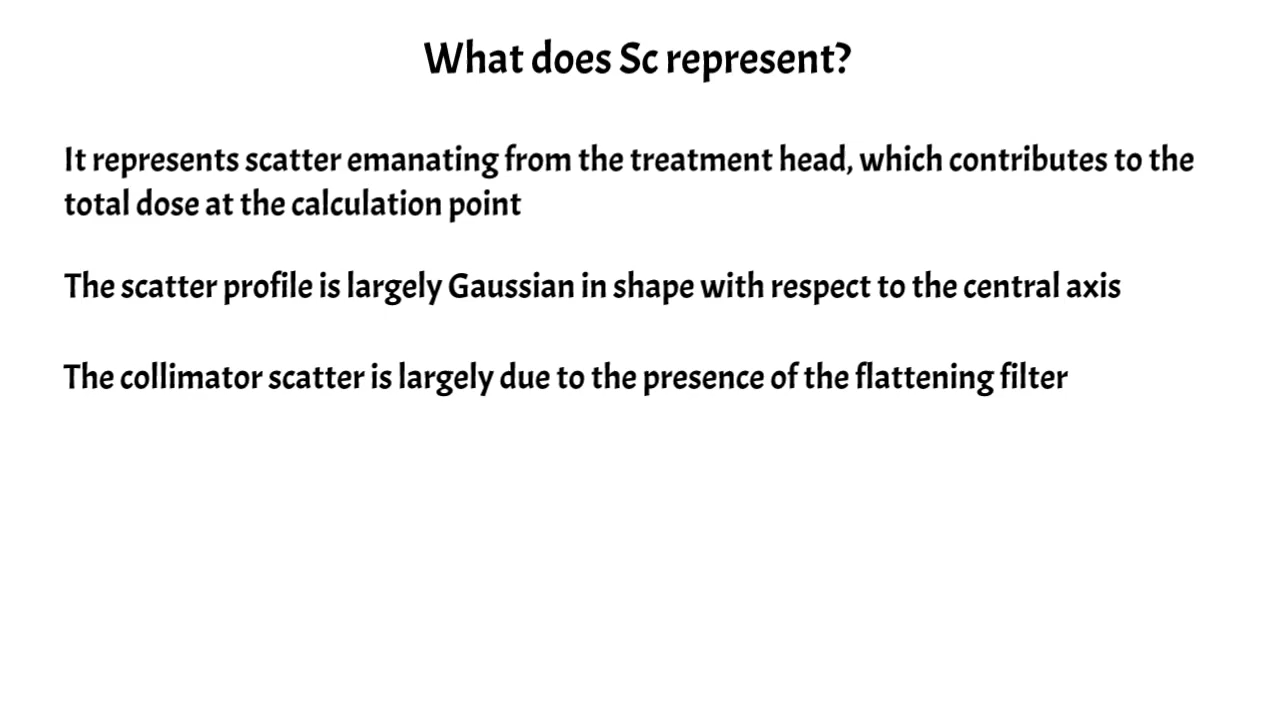 What does Sc represent?
It represents scatter emanating from the treatment head, which contributes to the
total dose at the calculation point
The scatter profile is largely Gaussian in shape with respect to the central axis
The collimator scatter is largely due to the presence of the flattening filter